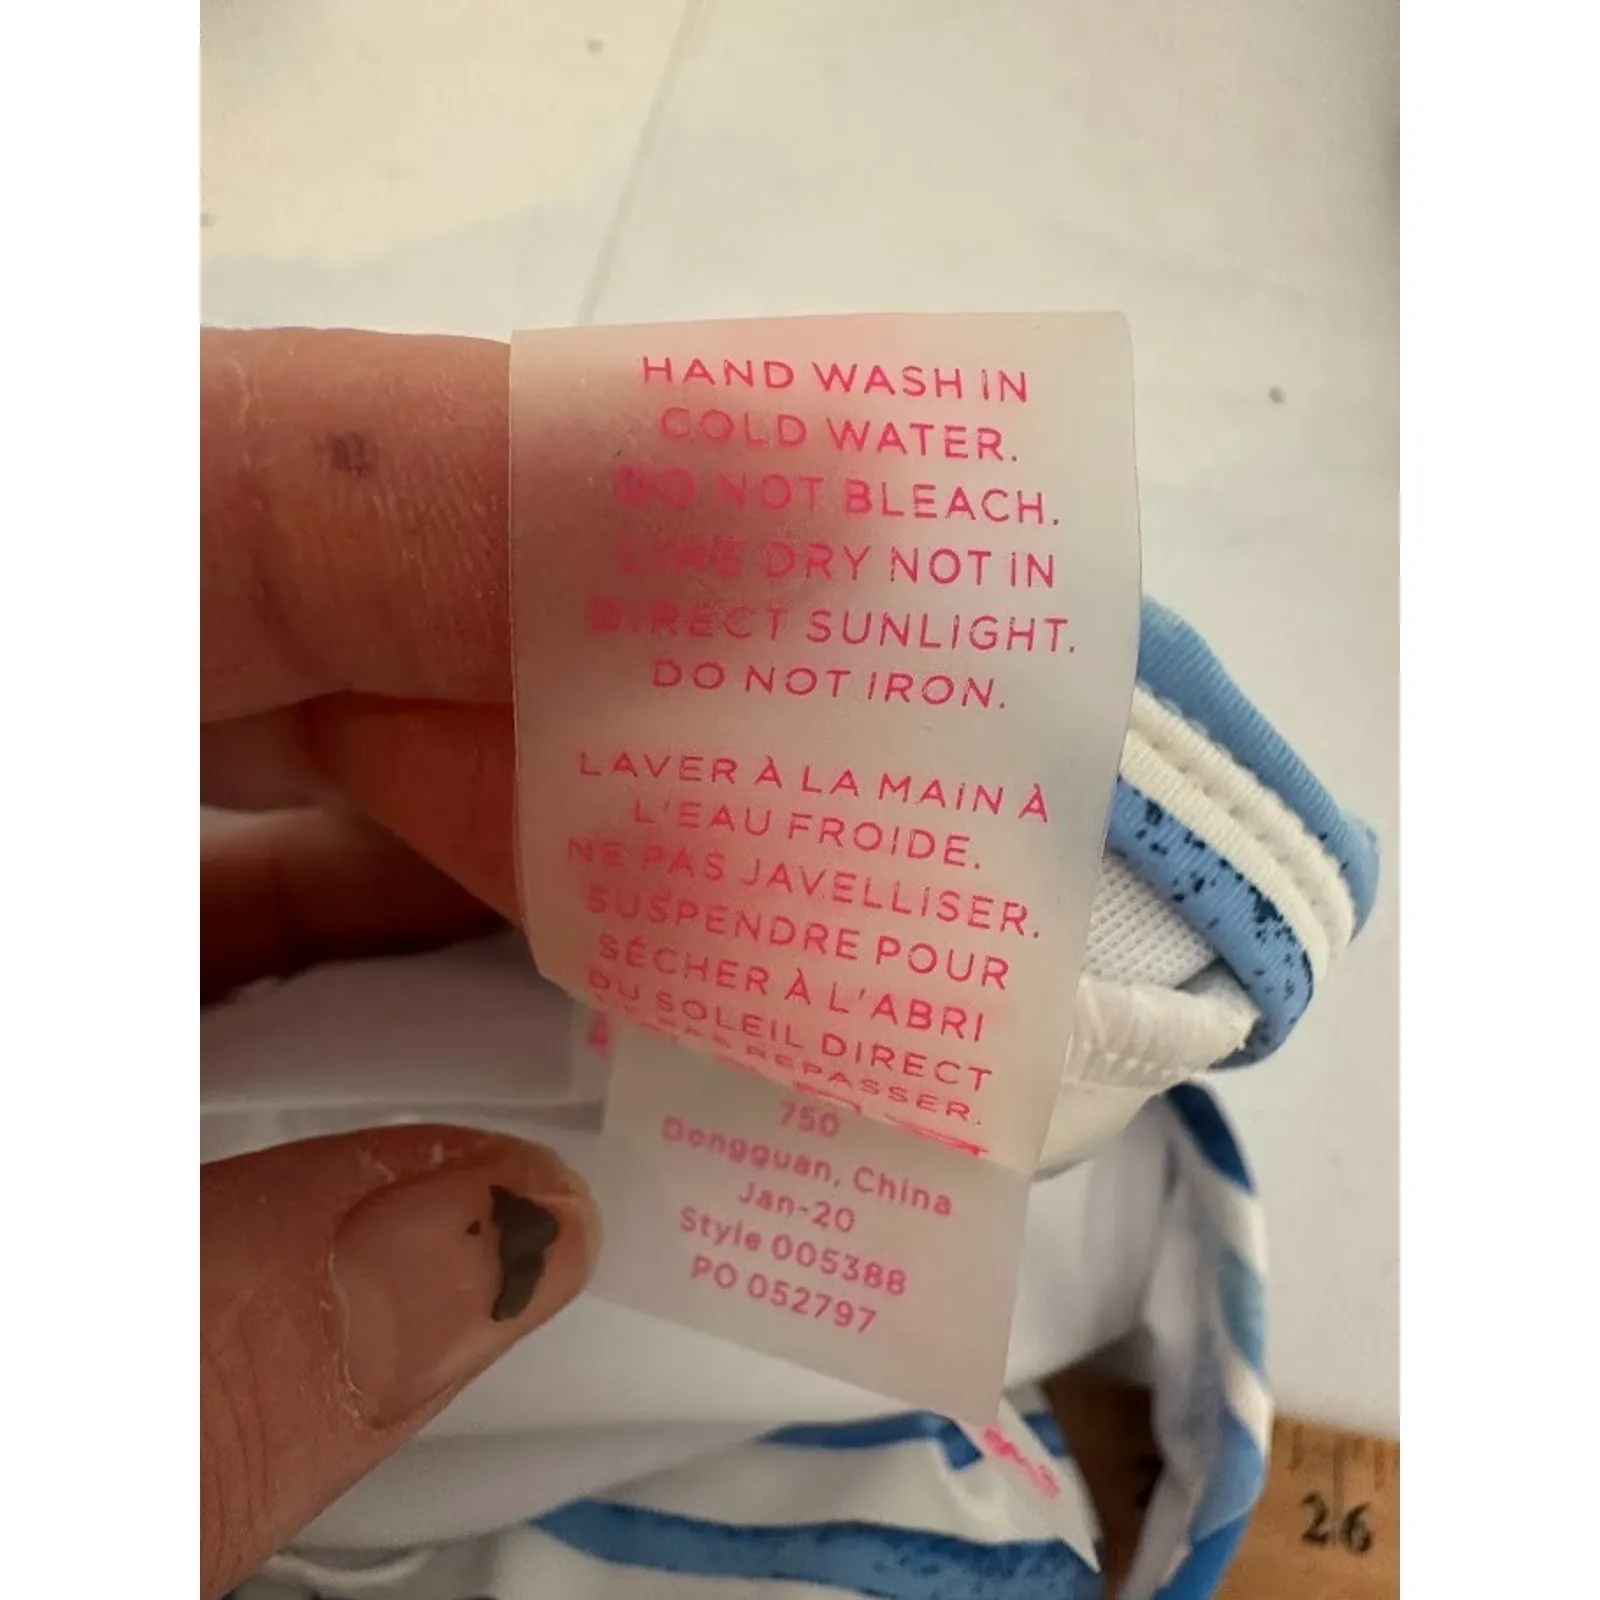 HAND WASH IN
COLD WATER.
DO NOT BLEACH.
LINE DRY NOT IN
DIRECT SUNLIGHT.
DO NOT IRON.
LAVER À LA MAIN À
L'EAU FROIDE.
NE PAS JAVELLISER.
SUSPENDRE POUR
SÉCHER À L'ABRI
DU SOLEIL DIRECT
PAS REPASSER.
750
Dongguan, China
Jan-20
Style 005388
PO 052797
26